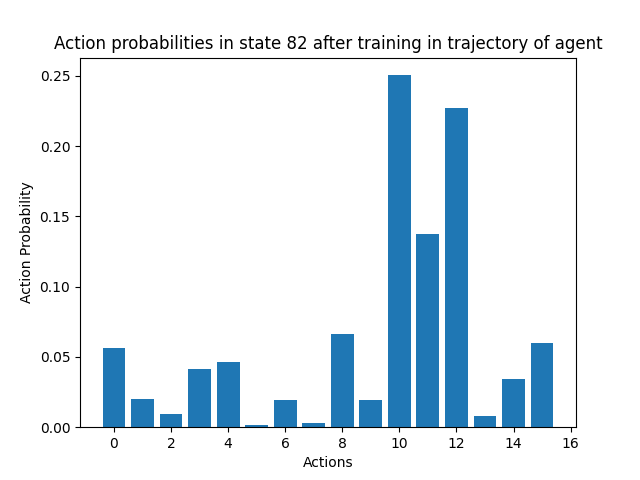 Action probabilities in state 82 after training in trajectory of agent
0.25
0.20
0.15
0.10
0.05
0.00
Action Probability
0 2 4 6 8 10 12 14 16
Actions